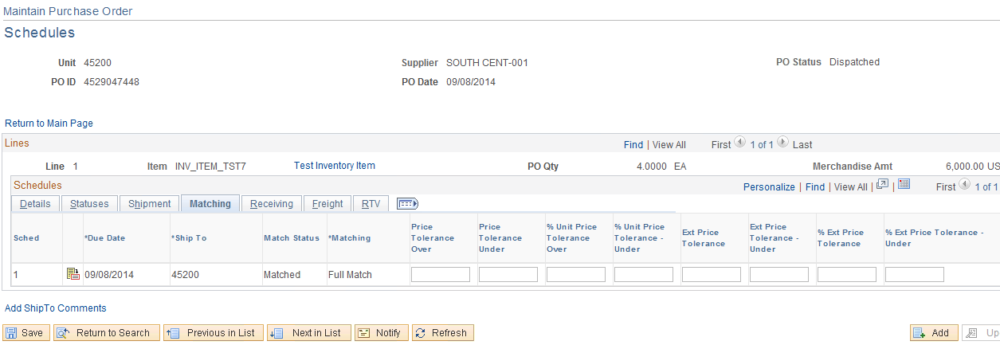 Maintain Purchase Order
Schedules
Unit 45200 Supplier SOUTH CENT-001 PO Status Dispatched
PO ID 4529047448 PO Date 09/08/2014
Return to Main Page
Lines Find | View All First 1 of 1 Last
Line 1 Item INV_ITEM_TST7 Test Inventory Item PO Qty 4.0000 EA Merchandise Amt 6,000.00 US
Schedules Personalize | Find | View All | | First 1 of 1
Details Statuses Shipment Matching Receiving Freight RTV
Sched *Due Date *Ship To Match Status *Matching Price Tolerance Over Price Tolerance Under % Unit Price Tolerance Over % Unit Price Tolerance - Under Ext Price Tolerance Ext Price Tolerance - Under % Ext Price Tolerance % Ext Price Tolerance - Under
1 09/08/2014 45200 Matched Full Match
Add ShipTo Comments
Save Return to Search Previous in List Next in List Notify Refresh Add Up